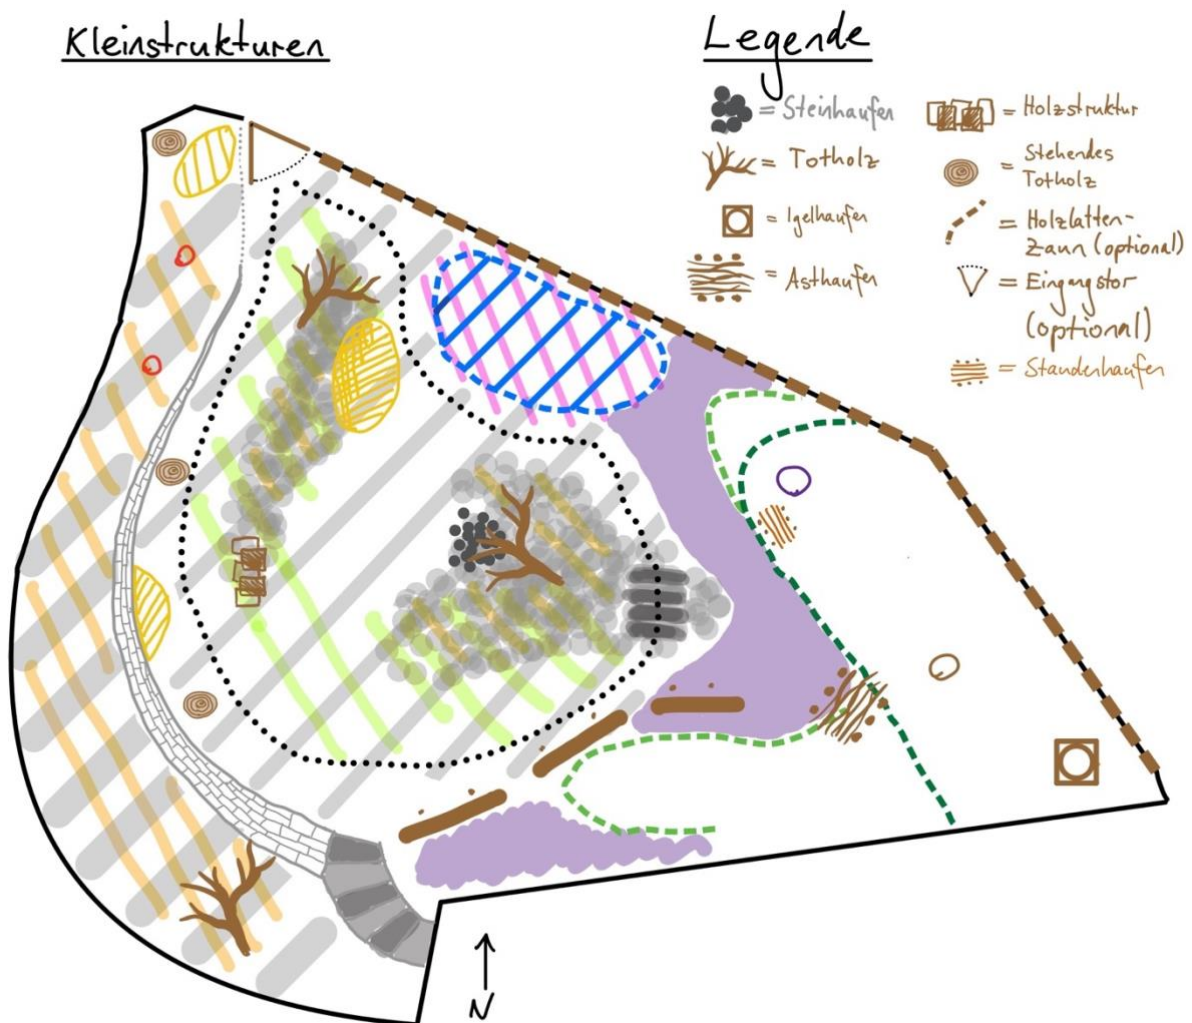 Kleinstrukturen
Legende
= Steinhaufen
= Totholz
= Igelhaufen
= Asthaufen
= Holzstruktur
= Stehendes
Totholz
= Holzlatten-
Zaun (optional)
= Eingangstor
(optional)
= Staudenhaufen
N